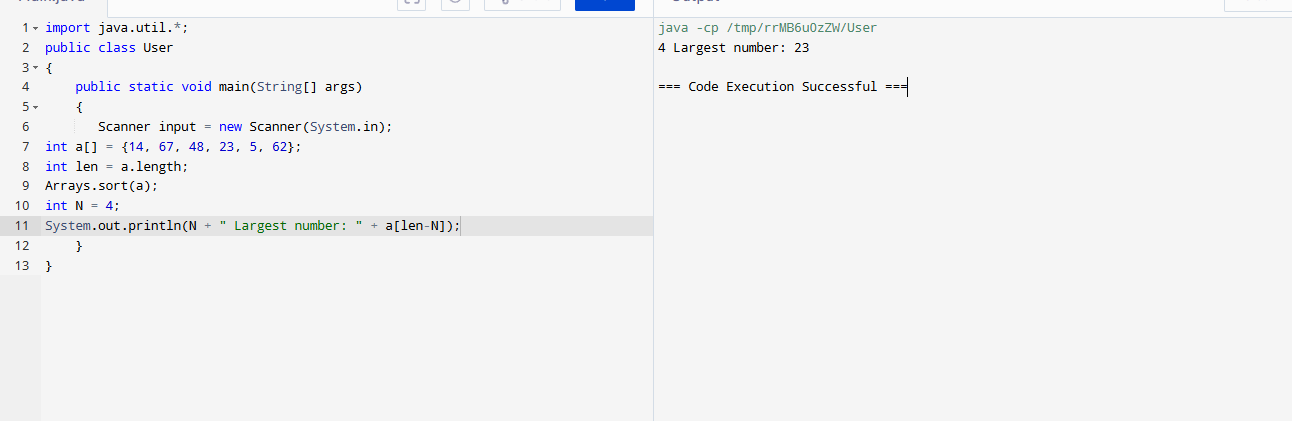 1 import java.util.*;
2 public class User
3 {
4 public static void main(String[] args)
5 {
6 Scanner input = new Scanner(System.in);
7 int a[] = {14, 67, 48, 23, 5, 62};
8 int len = a.length;
9 Arrays.sort(a);
10 int N = 4;
11 System.out.println(N + " Largest number: " + a[len-N]);
12 }
13 }
java -cp /tmp/rrMB6uOzZW/User
4 Largest number: 23
=== Code Execution Successful ===